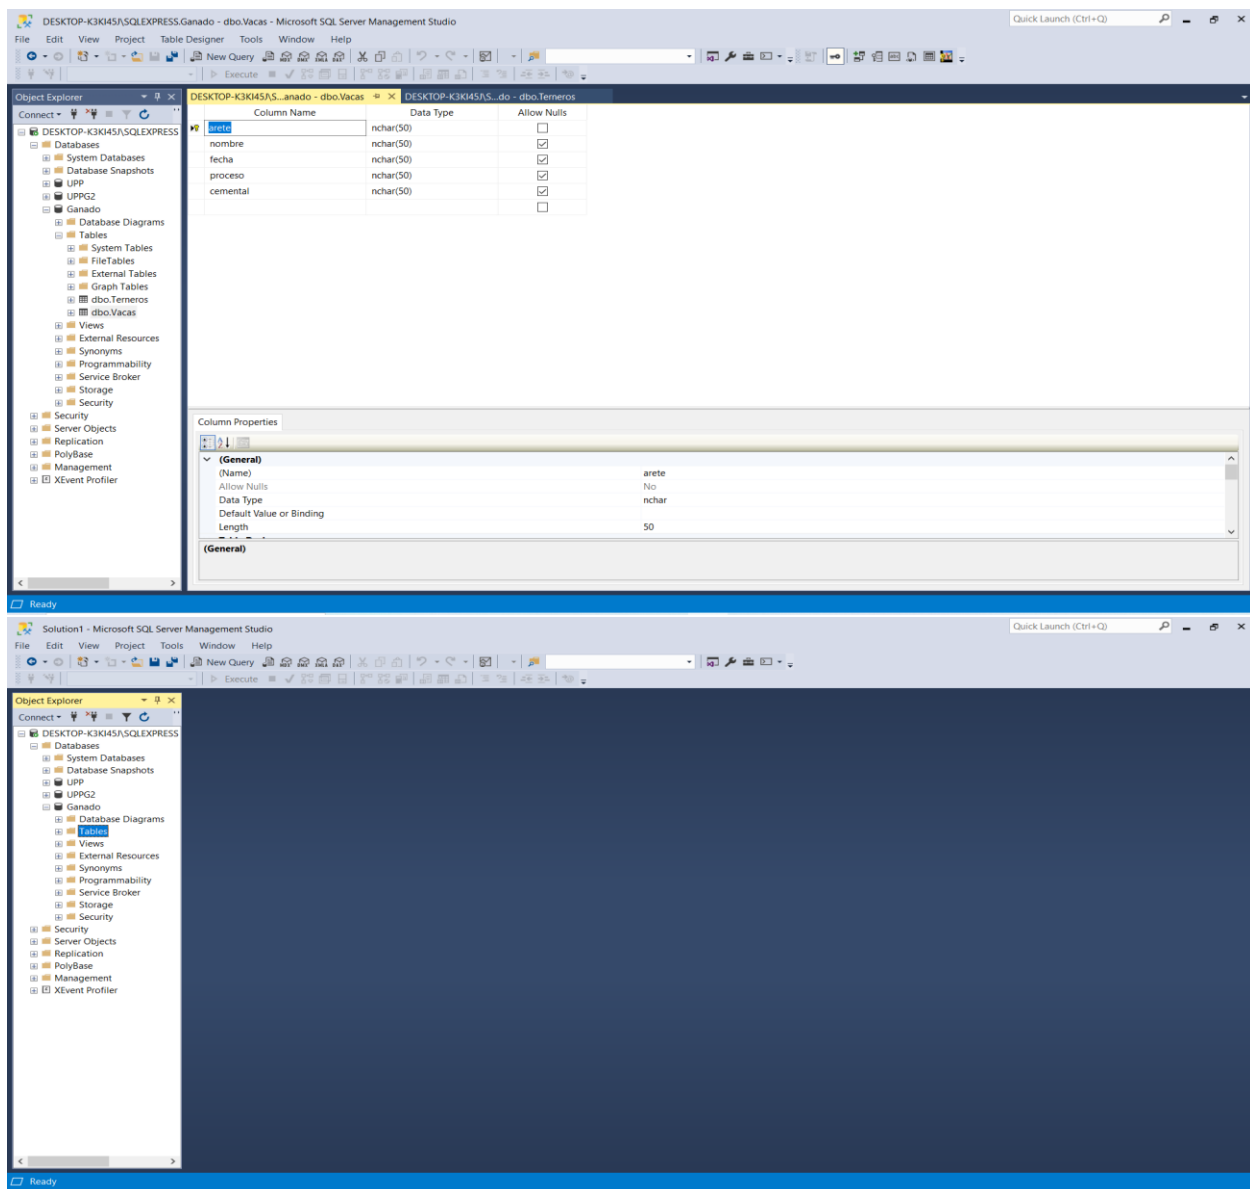 DESKTOP-K3KI45J\SQLEXPRESS.Ganado - dbo.Vacas - Microsoft SQL Server Management Studio
Quick Launch (Ctrl+Q)
File Edit View Project Table Designer Tools Window Help
New Query
Execute
Object Explorer
DESKTOP-K3KI45J\S...anado - dbo.Vacas
DESKTOP-K3KI45J\S...do - dbo.Terneros
Connect
DESKTOP-K3KI45J\SQLEXPRESS
Databases
System Databases
Database Snapshots
UPP
UPPG2
Ganado
Database Diagrams
Tables
System Tables
FileTables
External Tables
Graph Tables
dbo.Terneros
dbo.Vacas
Views
External Resources
Synonyms
Programmability
Service Broker
Storage
Security
Security
Server Objects
Replication
PolyBase
Management
XEvent Profiler
Column Name Data Type Allow Nulls
arete nchar(50)
nombre nchar(50)
fecha nchar(50)
proceso nchar(50)
cemental nchar(50)
Column Properties
(General)
(Name) arete
Allow Nulls No
Data Type nchar
Default Value or Binding
Length 50
(General)
Ready
Solution1 - Microsoft SQL Server Management Studio
Quick Launch (Ctrl+Q)
File Edit View Project Tools Window Help
New Query
Execute
Object Explorer
Connect
DESKTOP-K3KI45J\SQLEXPRESS
Databases
System Databases
Database Snapshots
UPP
UPPG2
Ganado
Database Diagrams
Tables
Views
External Resources
Synonyms
Programmability
Service Broker
Storage
Security
Security
Server Objects
Replication
PolyBase
Management
XEvent Profiler
Ready